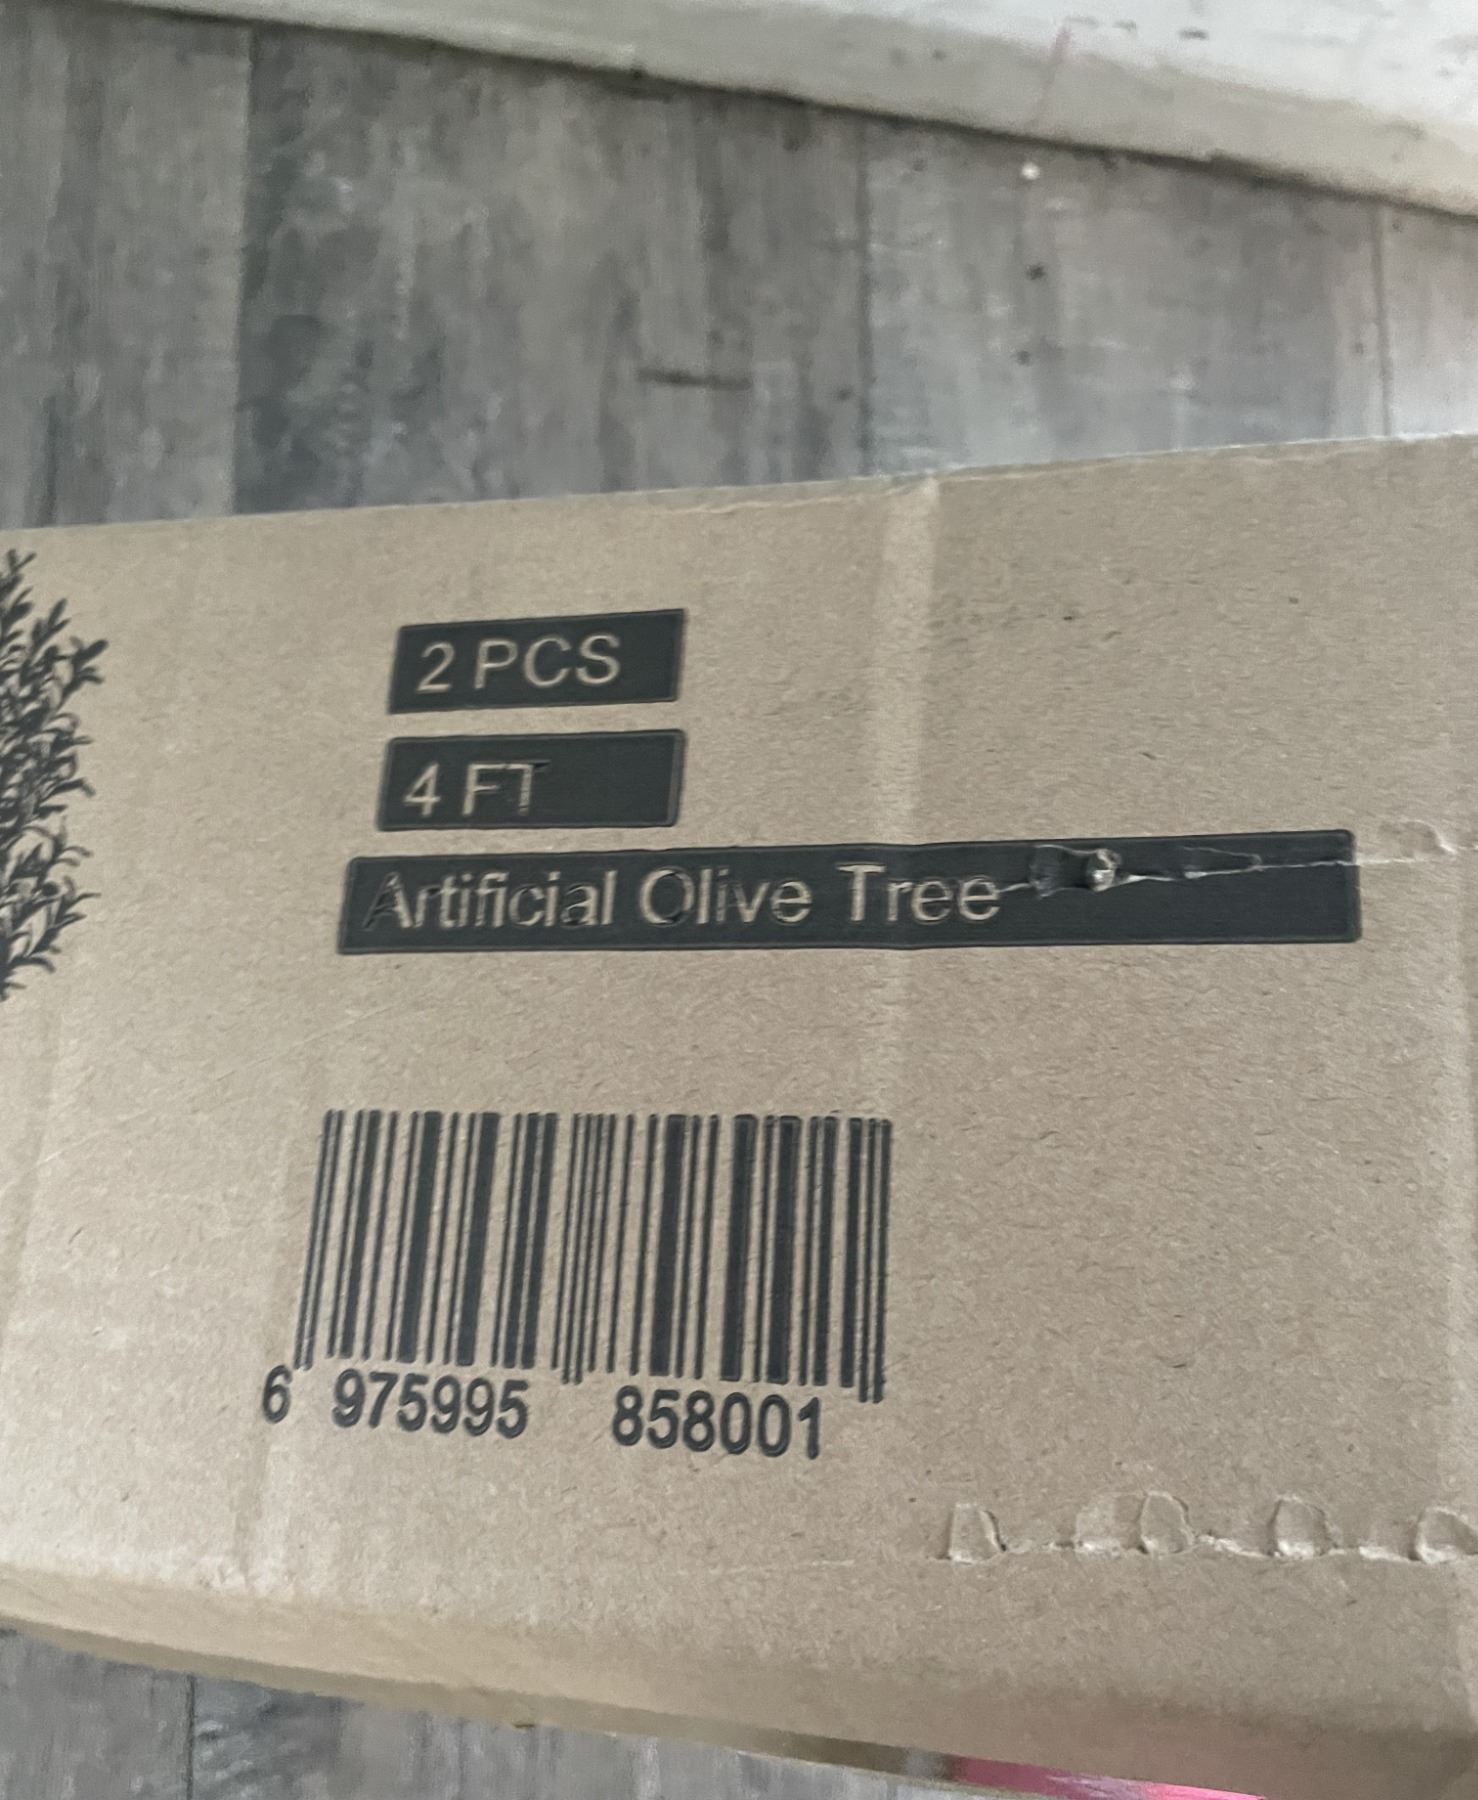 2 PCS
4 FT
Artificial Olive Tree
6 975995 858001